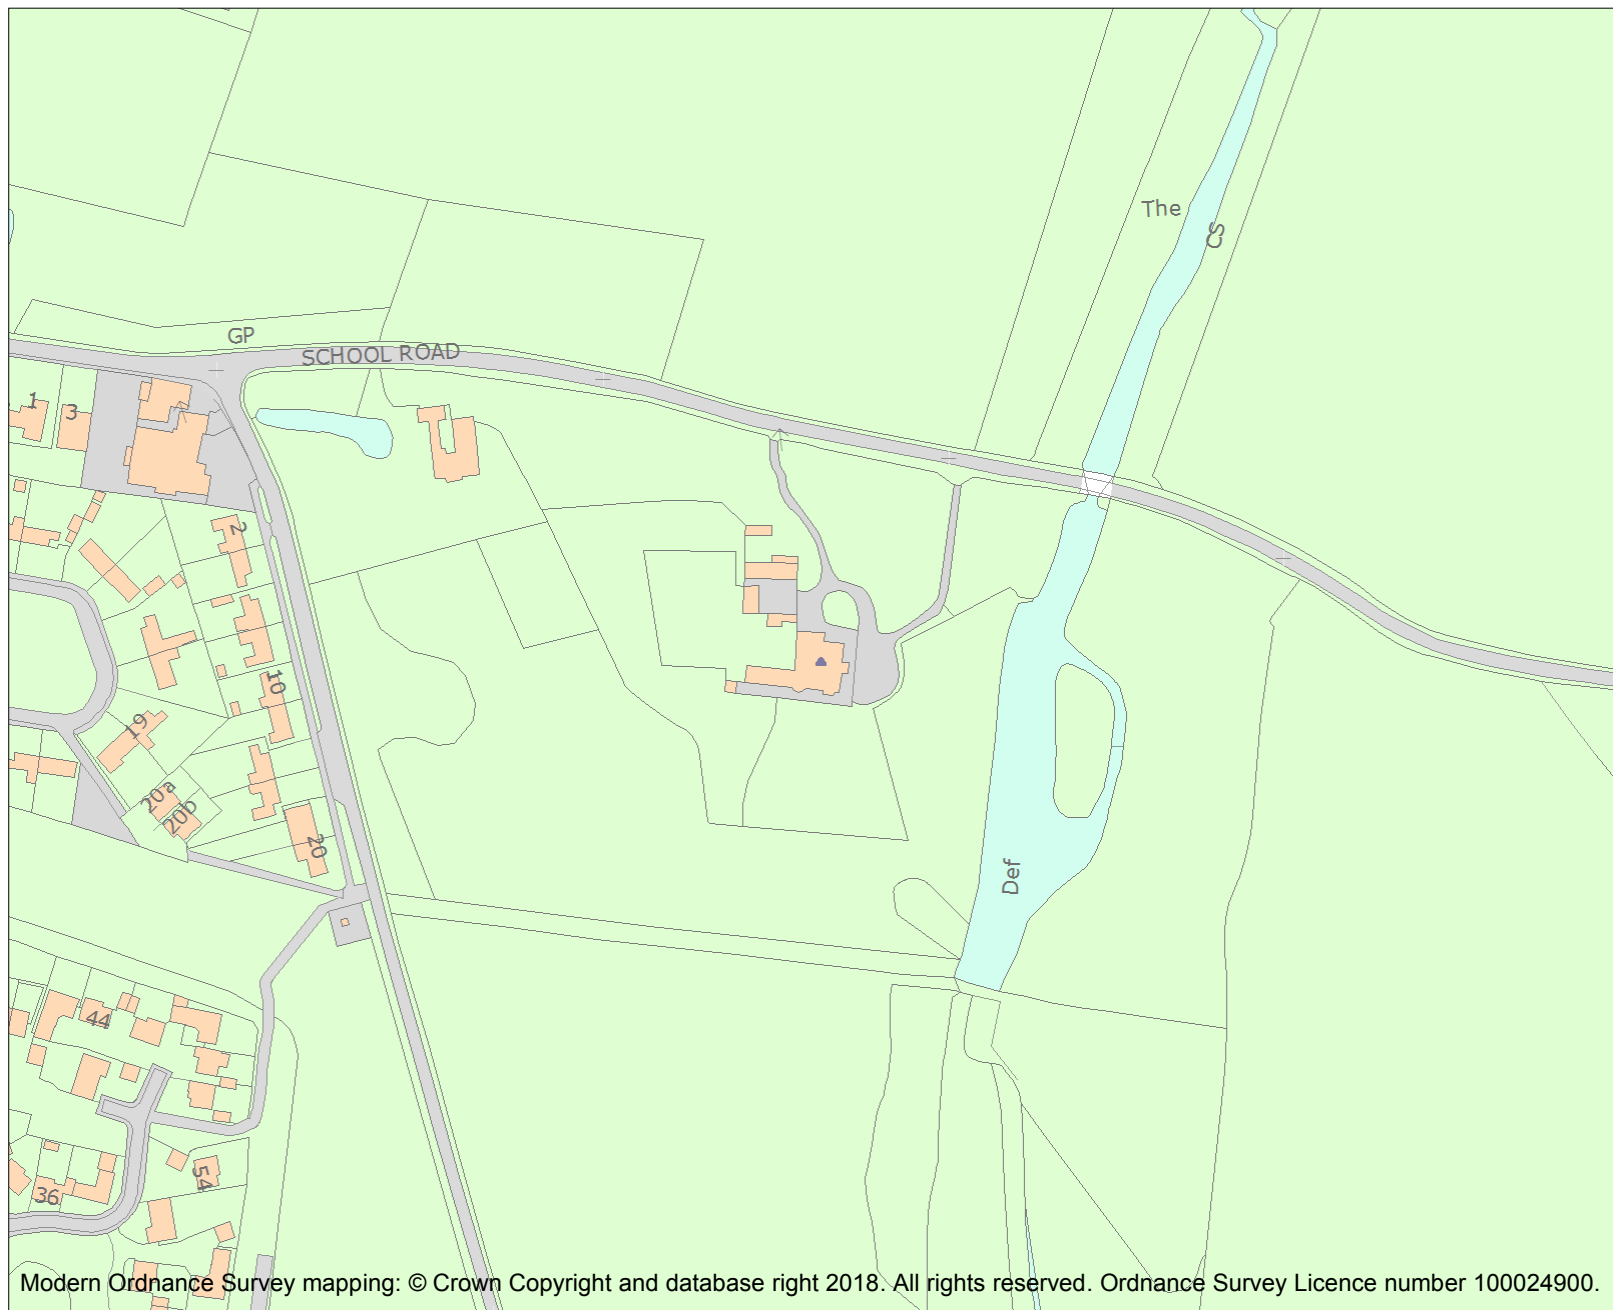 The
CS
GP
SCHOOL ROAD
1
3
2
10
19
20a
20b
20
Def
44
54
36
Modern Ordnance Survey mapping: © Crown Copyright and database right 2018. All rights reserved. Ordnance Survey Licence number 100024900.